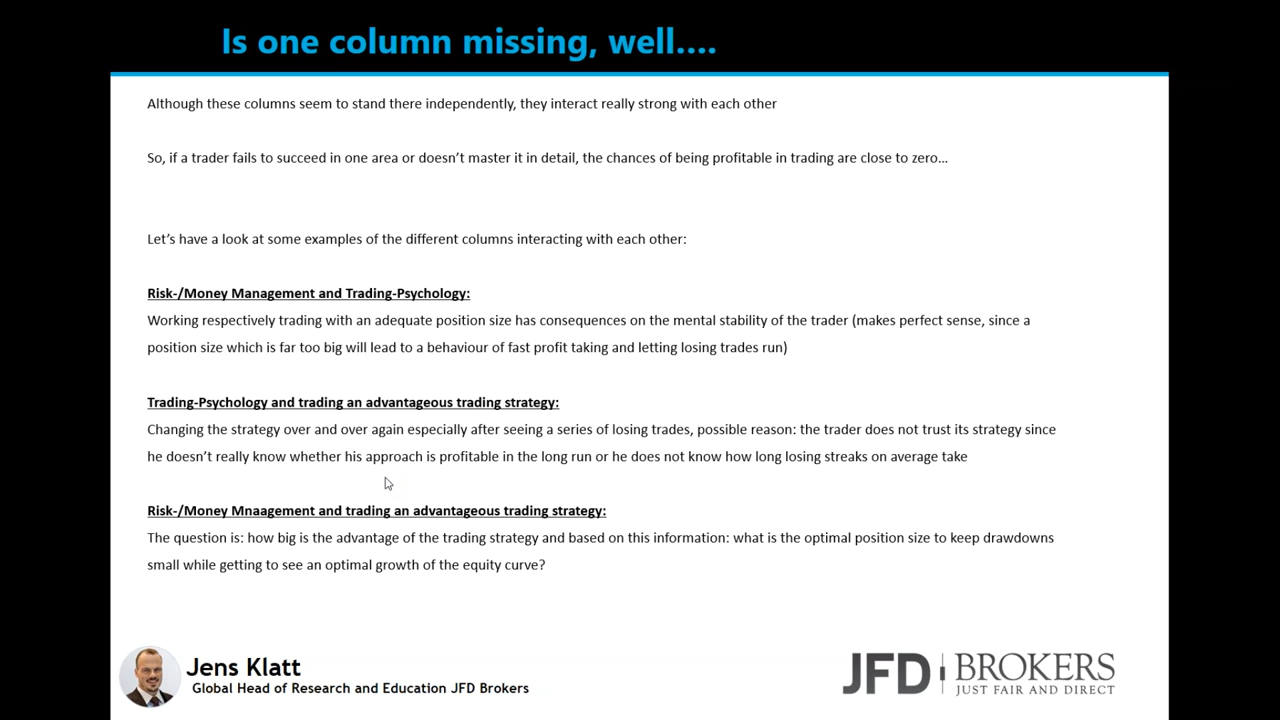 Is one column missing, well....
Although these columns seem to stand there independently, they interact really strong with each other
So, if a trader fails to succeed in one area or doesn't master it in detail, the chances of being profitable in trading are close to zero…
Let's have a look at some examples of the different columns interacting with each other:
Risk-/Money Management and Trading-Psychology:
Working respectively trading with an adequate position size has consequences on the mental stability of the trader (makes perfect sense, since a
position size which is far too big will lead to a behaviour of fast profit taking and letting losing trades run)
Trading-Psychology and trading an advantageous trading strategy:
Changing the strategy over and over again especially after seeing a series of losing trades, possible reason: the trader does not trust its strategy since
he doesn't really know whether his approach is profitable in the long run or he does not know how long losing streaks on average take
Risk-/Money Mnaagement and trading an advantageous trading strategy:
The question is: how big is the advantage of the trading strategy and based on this information: what is the optimal position size to keep drawdowns
small while getting to see an optimal growth of the equity curve?
Jens Klatt
Global Head of Research and Education JFD Brokers
JFD BROKERS
JUST FAIR AND DIRECT